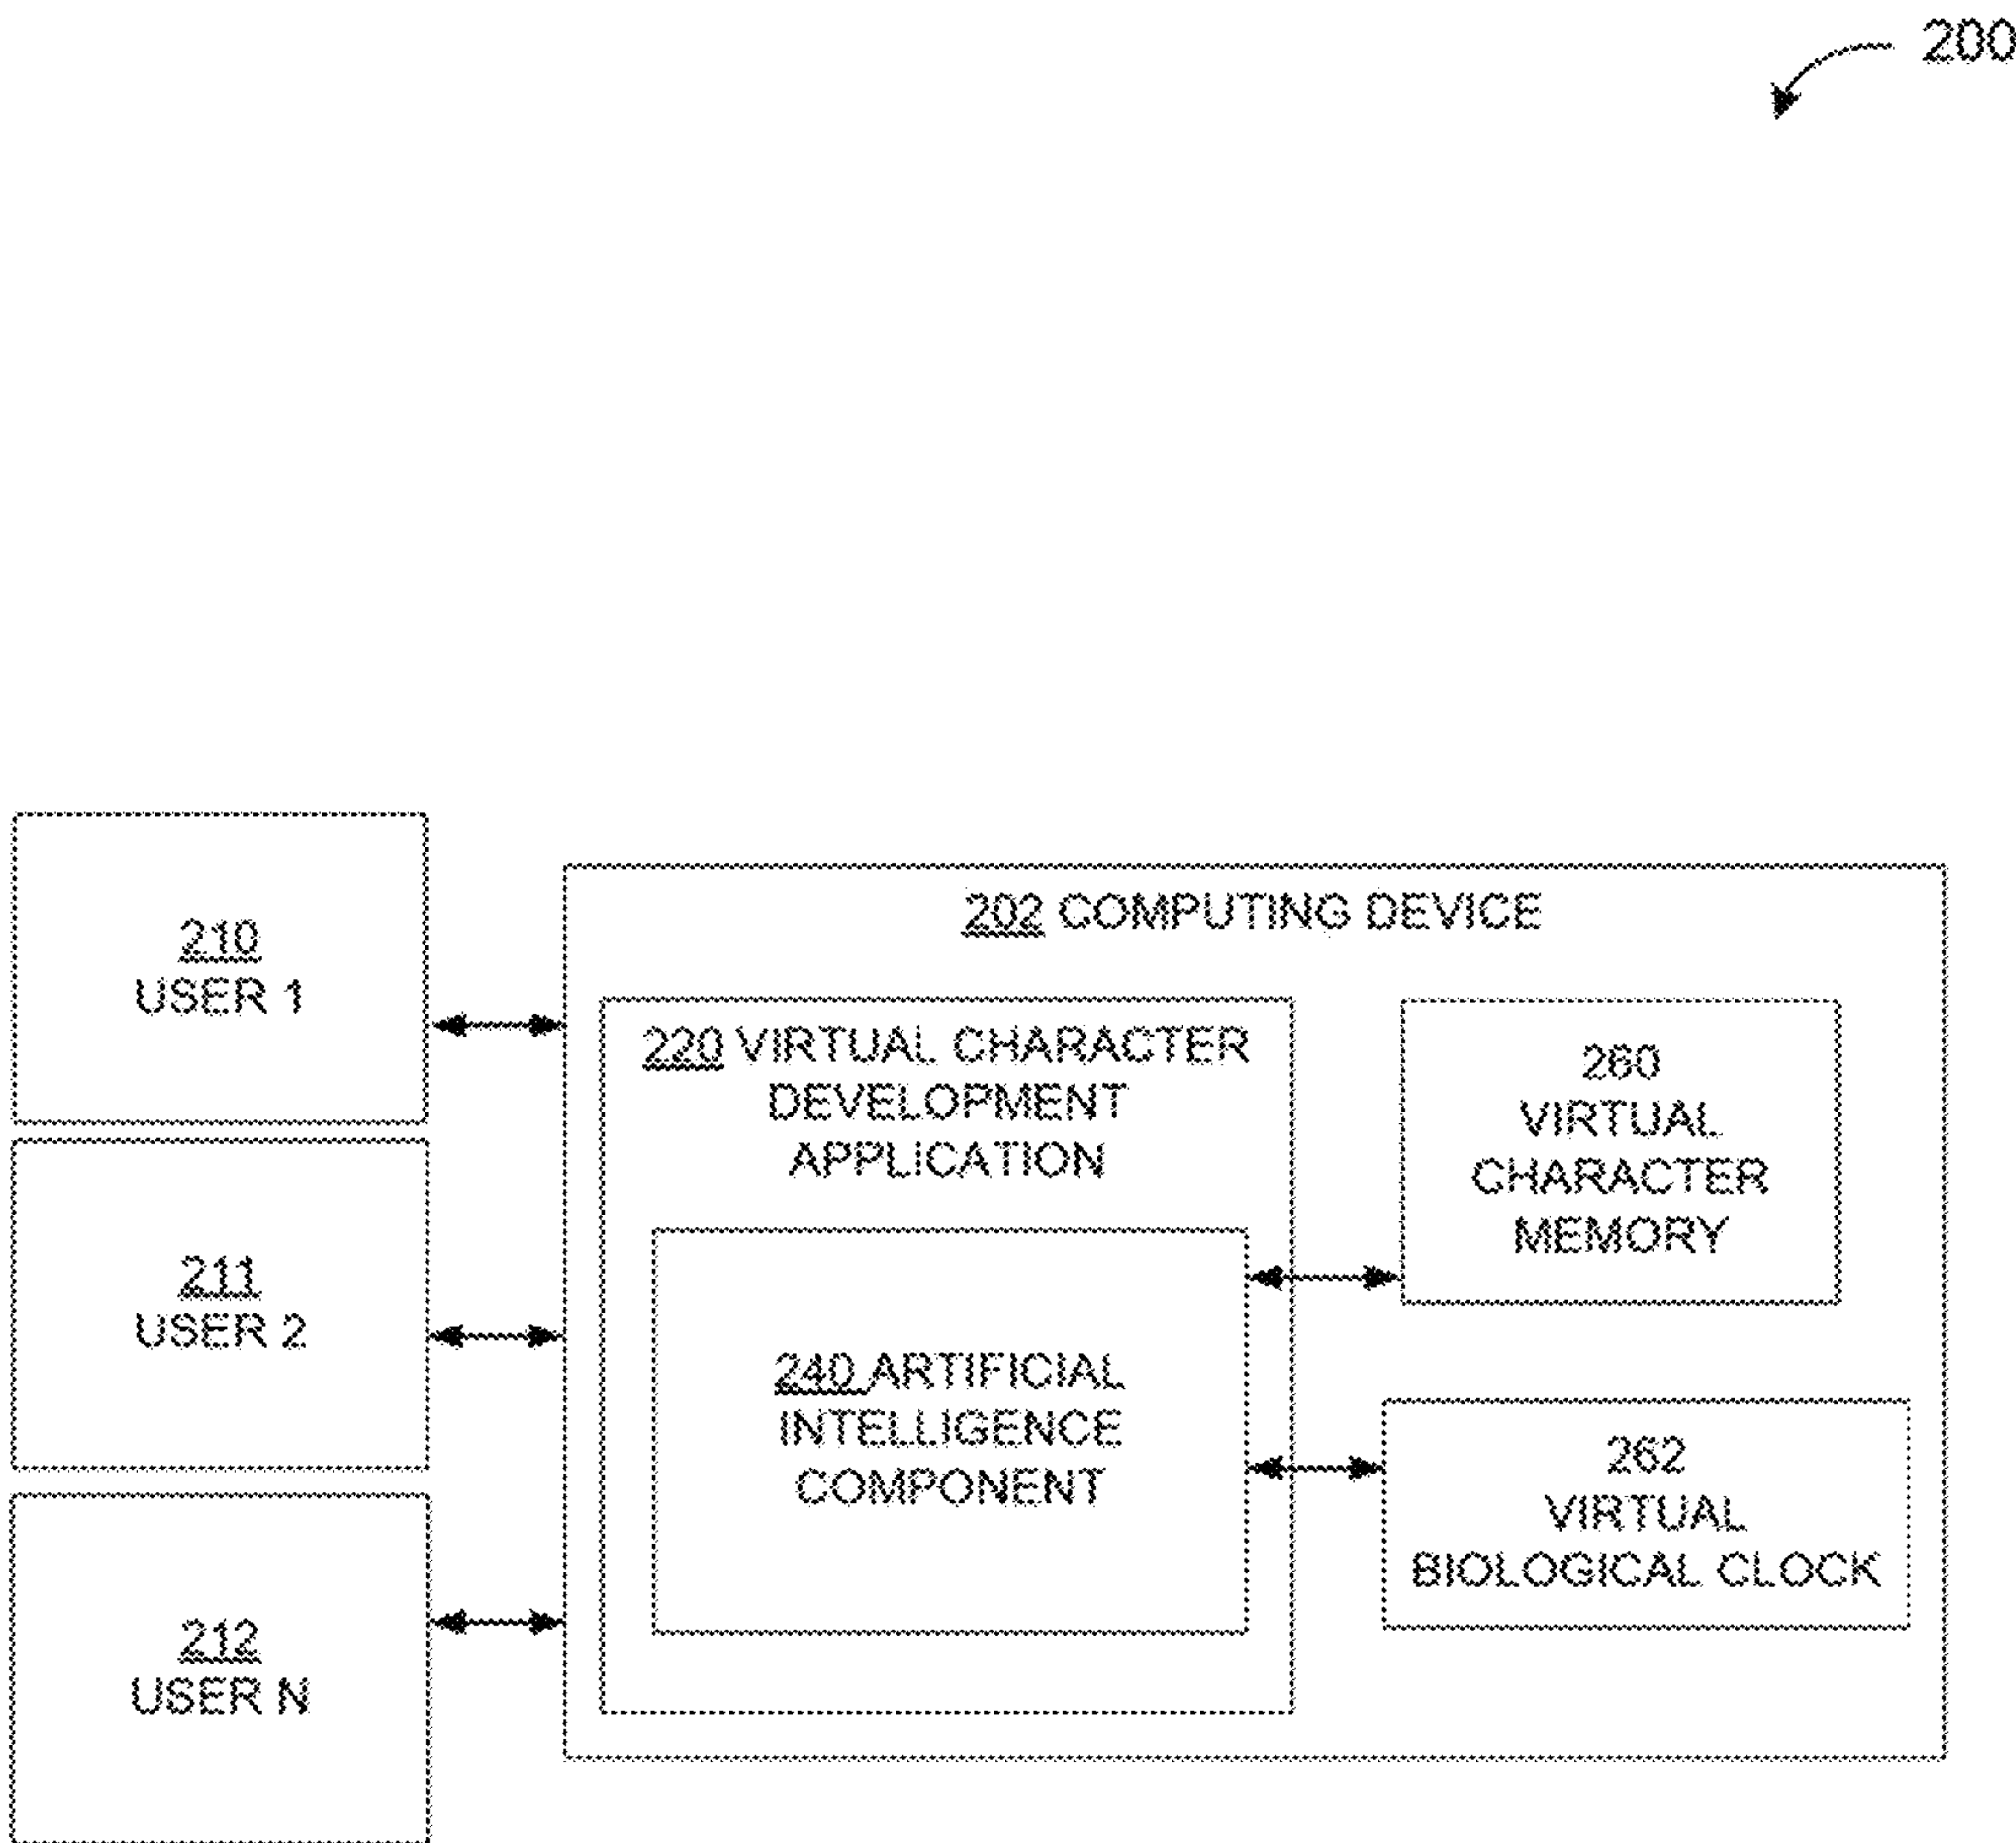 200
210
USER 1
211
USER 2
212
USER N
202 COMPUTING DEVICE
220 VIRTUAL CHARACTER
DEVELOPMENT
APPLICATION
240 ARTIFICIAL
INTELLIGENCE
COMPONENT
260
VIRTUAL
CHARACTER
MEMORY
262
VIRTUAL
BIOLOGICAL CLOCK